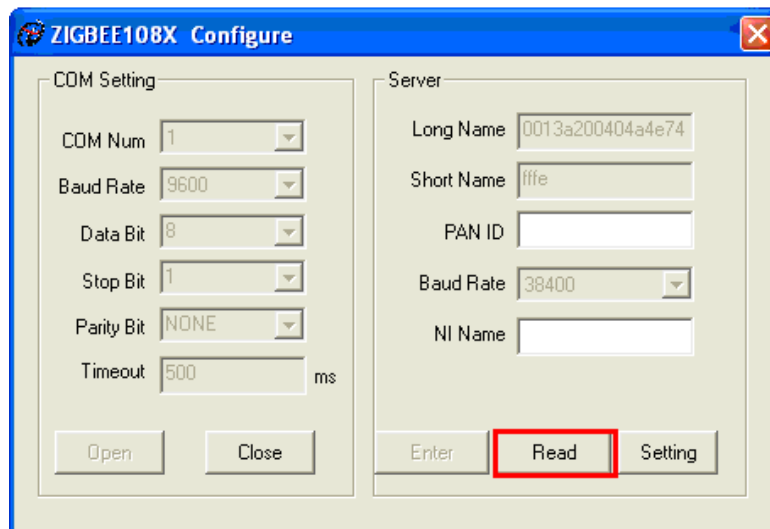 ZIGBEE108X Configure
COM Setting
COM Num 1
Baud Rate 9600
Data Bit 8
Stop Bit 1
Parity Bit NONE
Timeout 500 ms
Open Close
Server
Long Name 0013a200404a4e74
Short Name fffe
PAN ID
Baud Rate 38400
NI Name
Enter Read Setting